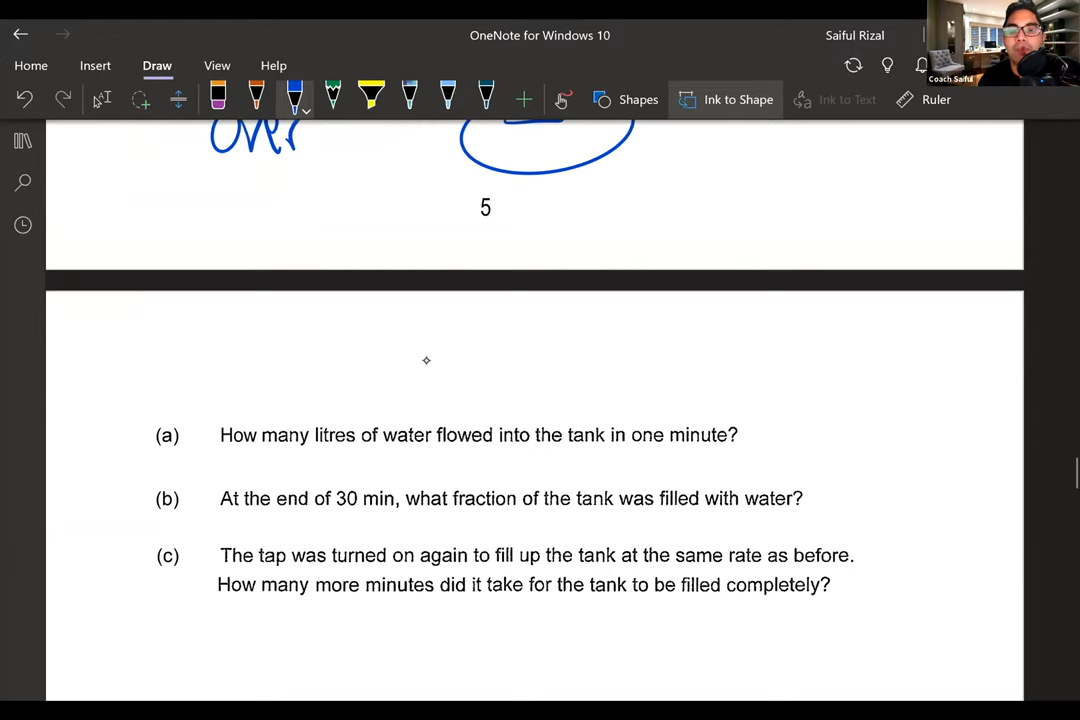 OneNote for Windows 10
Saiful Rizal
Home Insert Draw View Help
Shapes Ink to Shape Ink to Text Ruler
Coach Saiful
over
5
(a) How many litres of water flowed into the tank in one minute?
(b) At the end of 30 min, what fraction of the tank was filled with water?
(c) The tap was turned on again to fill up the tank at the same rate as before.
How many more minutes did it take for the tank to be filled completely?